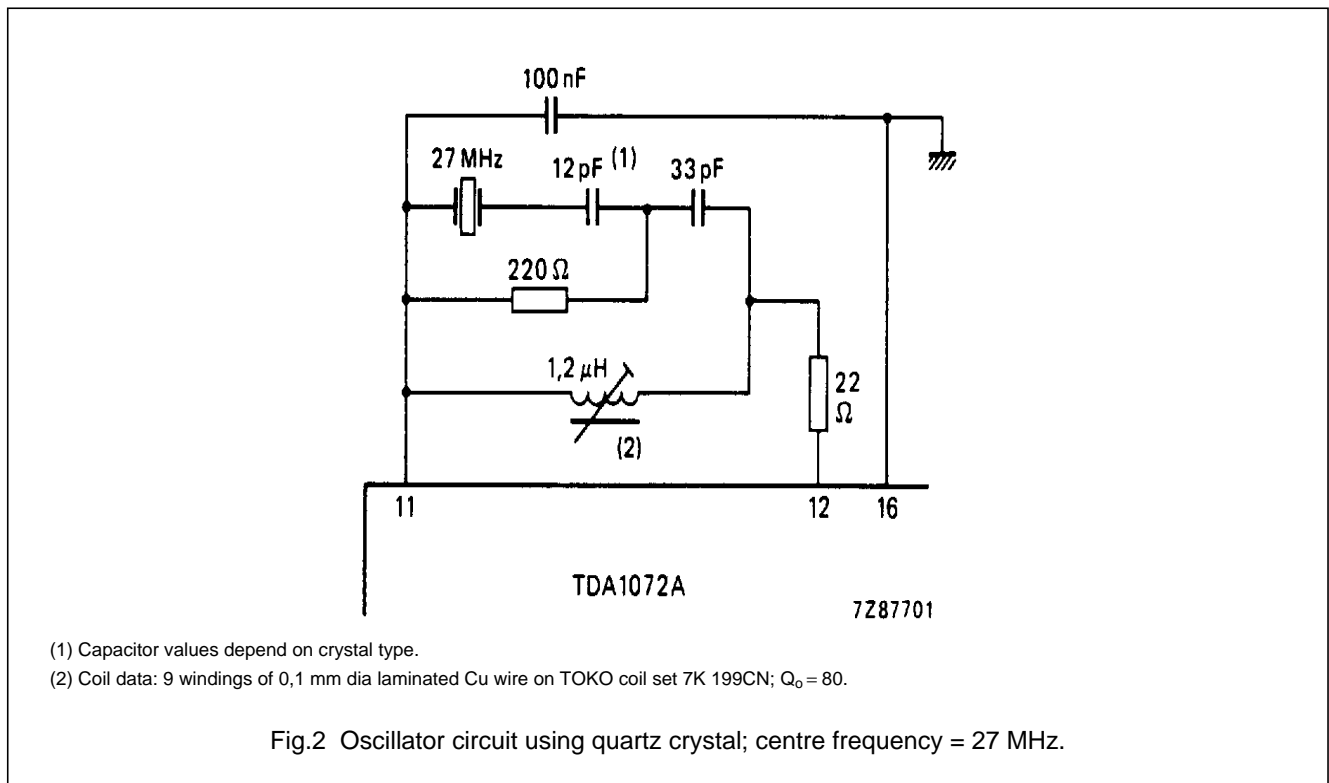 100 nF
27 MHz
12 pF (1)
33 pF
220 Ω
1,2 µH
(2)
22
Ω
11
12
16
TDA1072A
7Z87701
(1) Capacitor values depend on crystal type.
(2) Coil data: 9 windings of 0,1 mm dia laminated Cu wire on TOKO coil set 7K 199CN; Qo = 80.
Fig.2 Oscillator circuit using quartz crystal; centre frequency = 27 MHz.